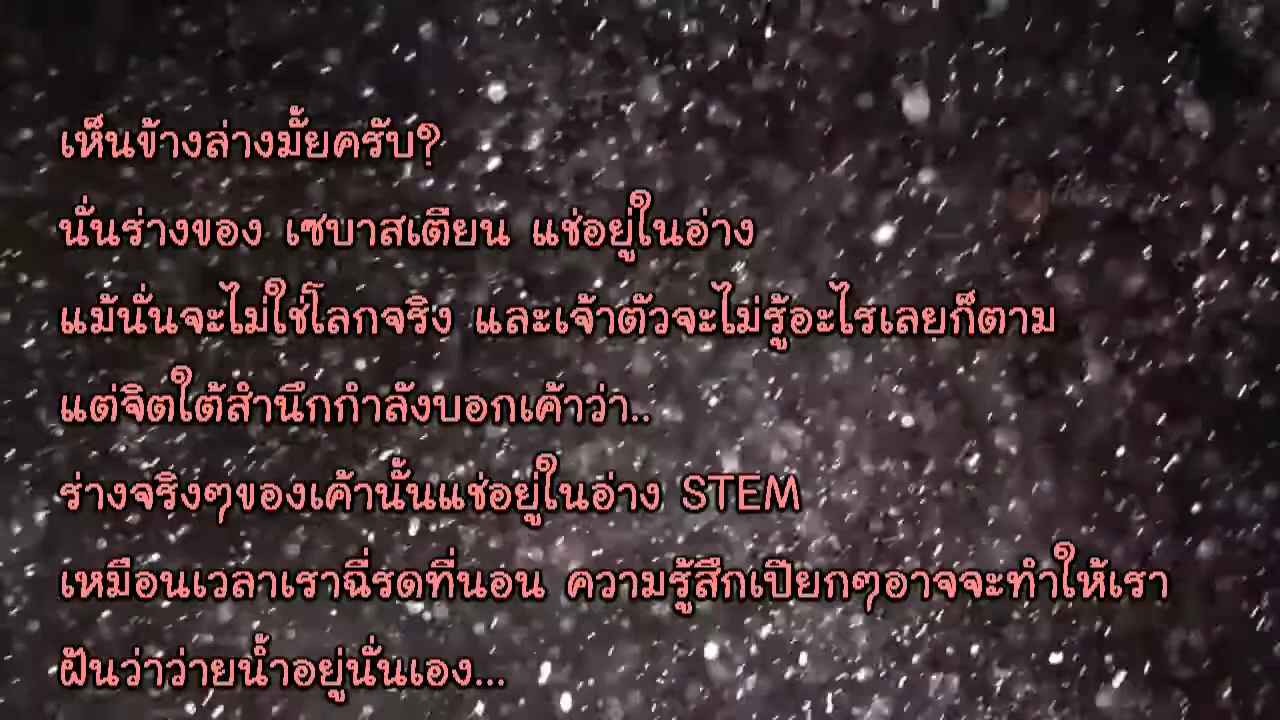 เห็นข้างล่างมั้ยครับ?
นั่นร่างของ เซบาสเตียน แช่อยู่ในอ่าง
แม้นั่นจะไม่ใช่โลกจริง และเจ้าตัวจะไม่รู้อะไรเลยก็ตาม
แต่จิตใต้สำนึกกำลังบอกเค้าว่า..
ร่างจริงๆของเค้านั้นแช่อยู่ในอ่าง STEM
เหมือนเวลาเราฉี่รดที่นอน ความรู้สึกเปียกๆอาจจะทำให้เรา
ฝันว่าว่ายน้ำอยู่นั่นเอง...